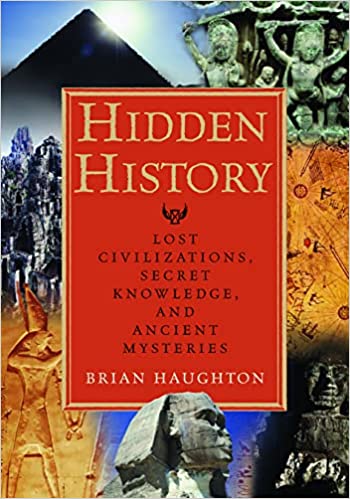 HIDDEN
HISTORY
LOST
CIVILIZATIONS,
SECRET
KNOWLEDGE,
AND
ANCIENT
MYSTERIES
BRIAN HAUGHTON